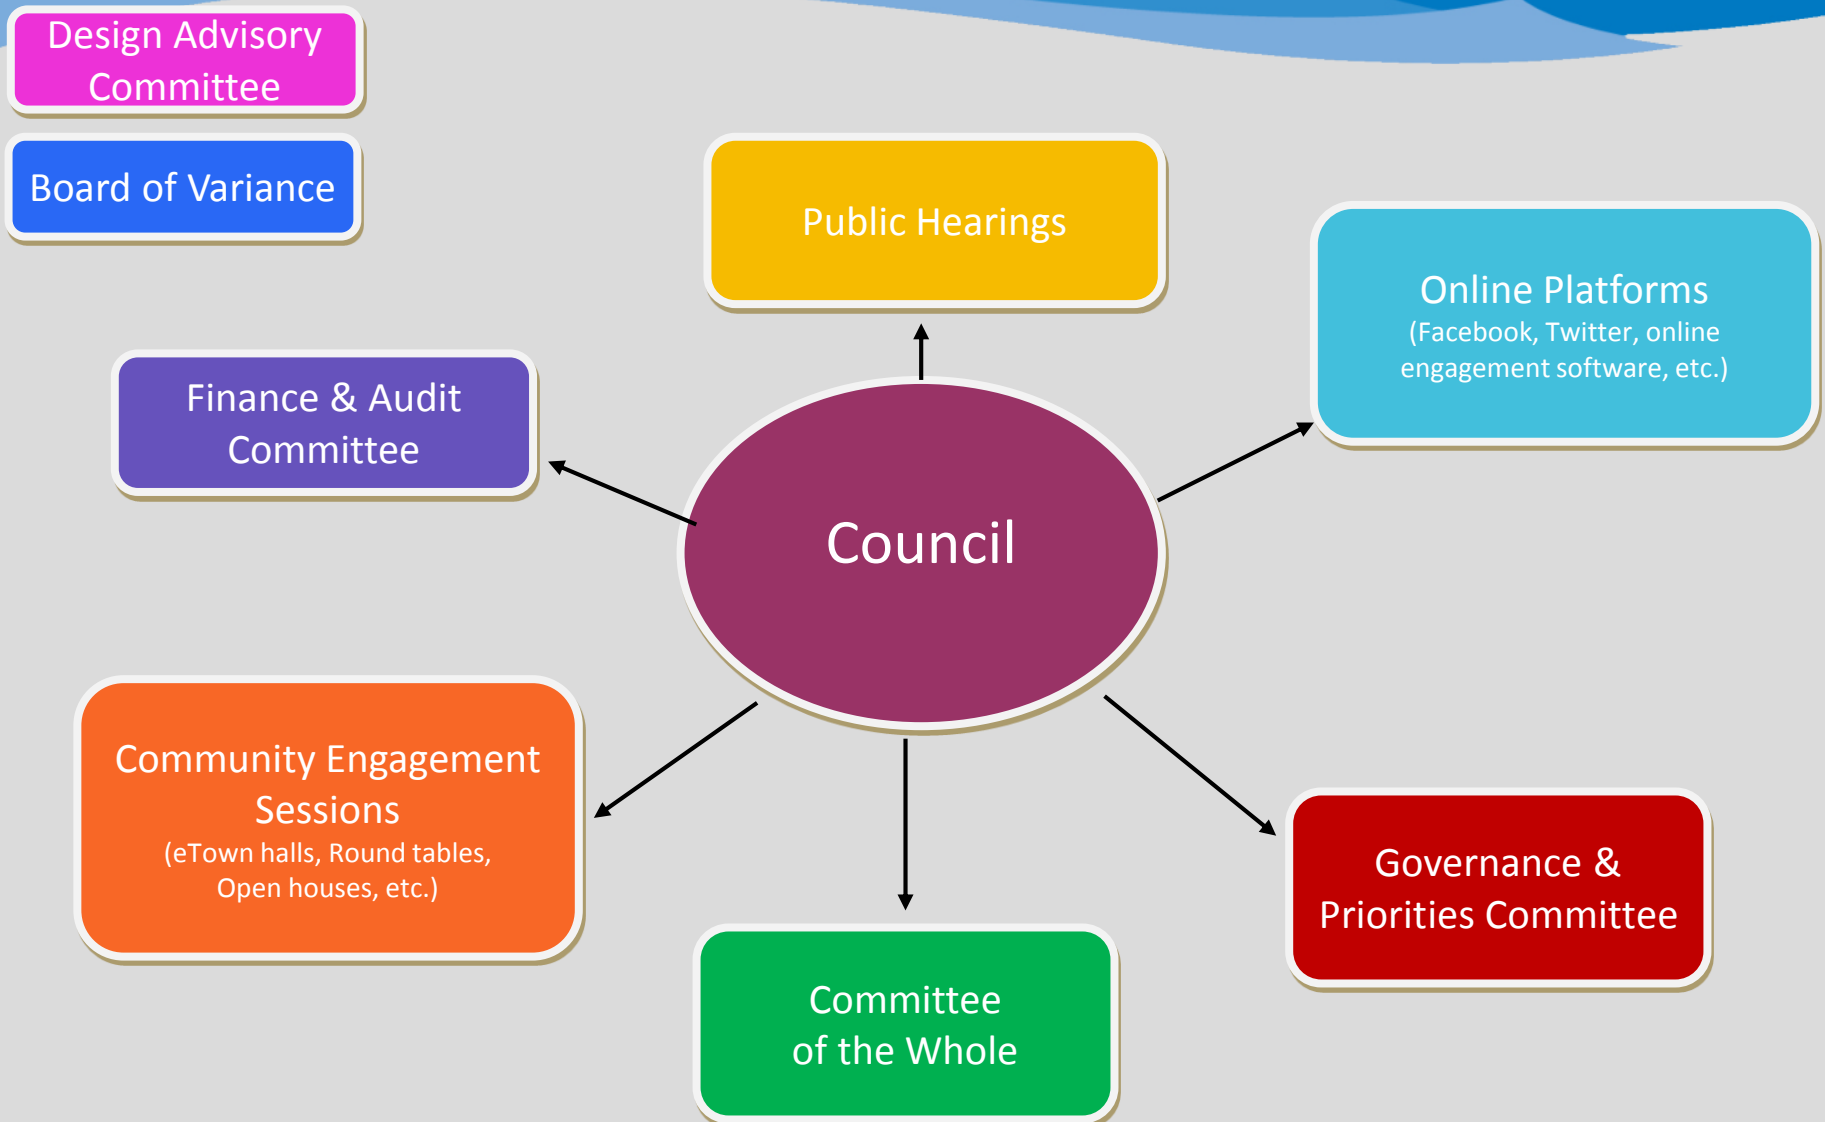 Design Advisory
Committee
Board of Variance
Public Hearings
Online Platforms
(Facebook, Twitter, online
engagement software, etc.)
Finance & Audit
Committee
Council
Community Engagement
Sessions
(eTown halls, Round tables,
Open houses, etc.)
Governance &
Priorities Committee
Committee
of the Whole